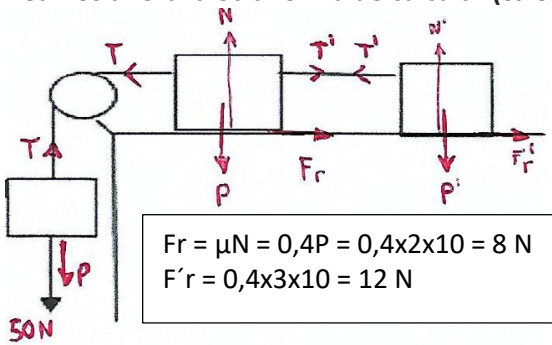 N
T
T'
T'
N'
T
P
Fr
P'
F'r
P
50N
Fr = μN = 0,4P = 0,4x2x10 = 8 N
F´r = 0,4x3x10 = 12 N